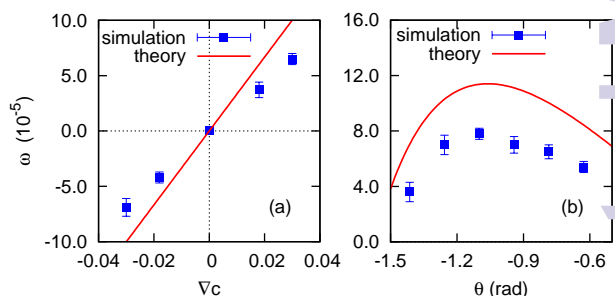 simulation
theory
10.0
5.0
0.0
-5.0
-10.0
ω (10⁻⁵)
-0.04 -0.02 0 0.02 0.04
∇c
(a)
simulation
theory
16.0
12.0
8.0
4.0
0.0
-1.5 -1.2 -0.9 -0.6
θ (rad)
(b)